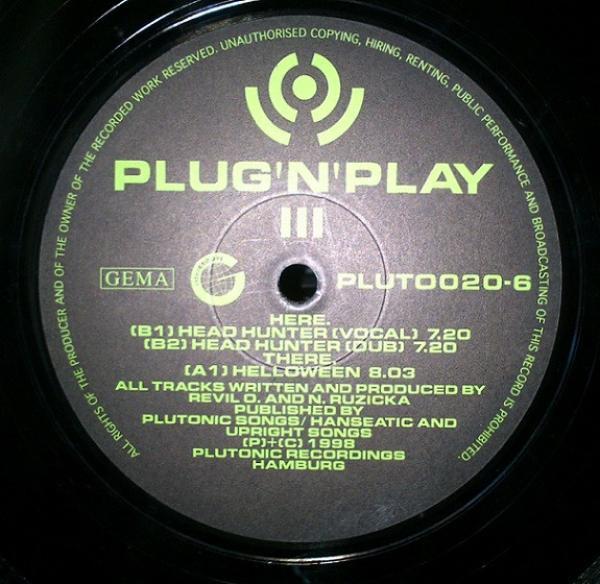 ALL RIGHTS OF THE PRODUCER AND OF THE OWNER OF THE RECORDED WORK RESERVED. UNAUTHORISED COPYING, HIRING, RENTING, PUBLIC PERFORMANCE AND BROADCASTING OF THIS RECORD IS PROHIBITED.
PLUG'N'PLAY
III
GEMA
PLUTO020-6
HERE.
(B1) HEAD HUNTER (VOCAL) 7.20
(B2) HEAD HUNTER (DUB) 7.20
THERE.
(A1) HELLOWEEN 8.03
ALL TRACKS WRITTEN AND PRODUCED BY
REVIL O. AND N. RUZICKA
PUBLISHED BY
PLUTONIC SONGS/ HANSEATIC AND
UPRIGHT SONGS
(P)+(C) 1998
PLUTONIC RECORDINGS
HAMBURG